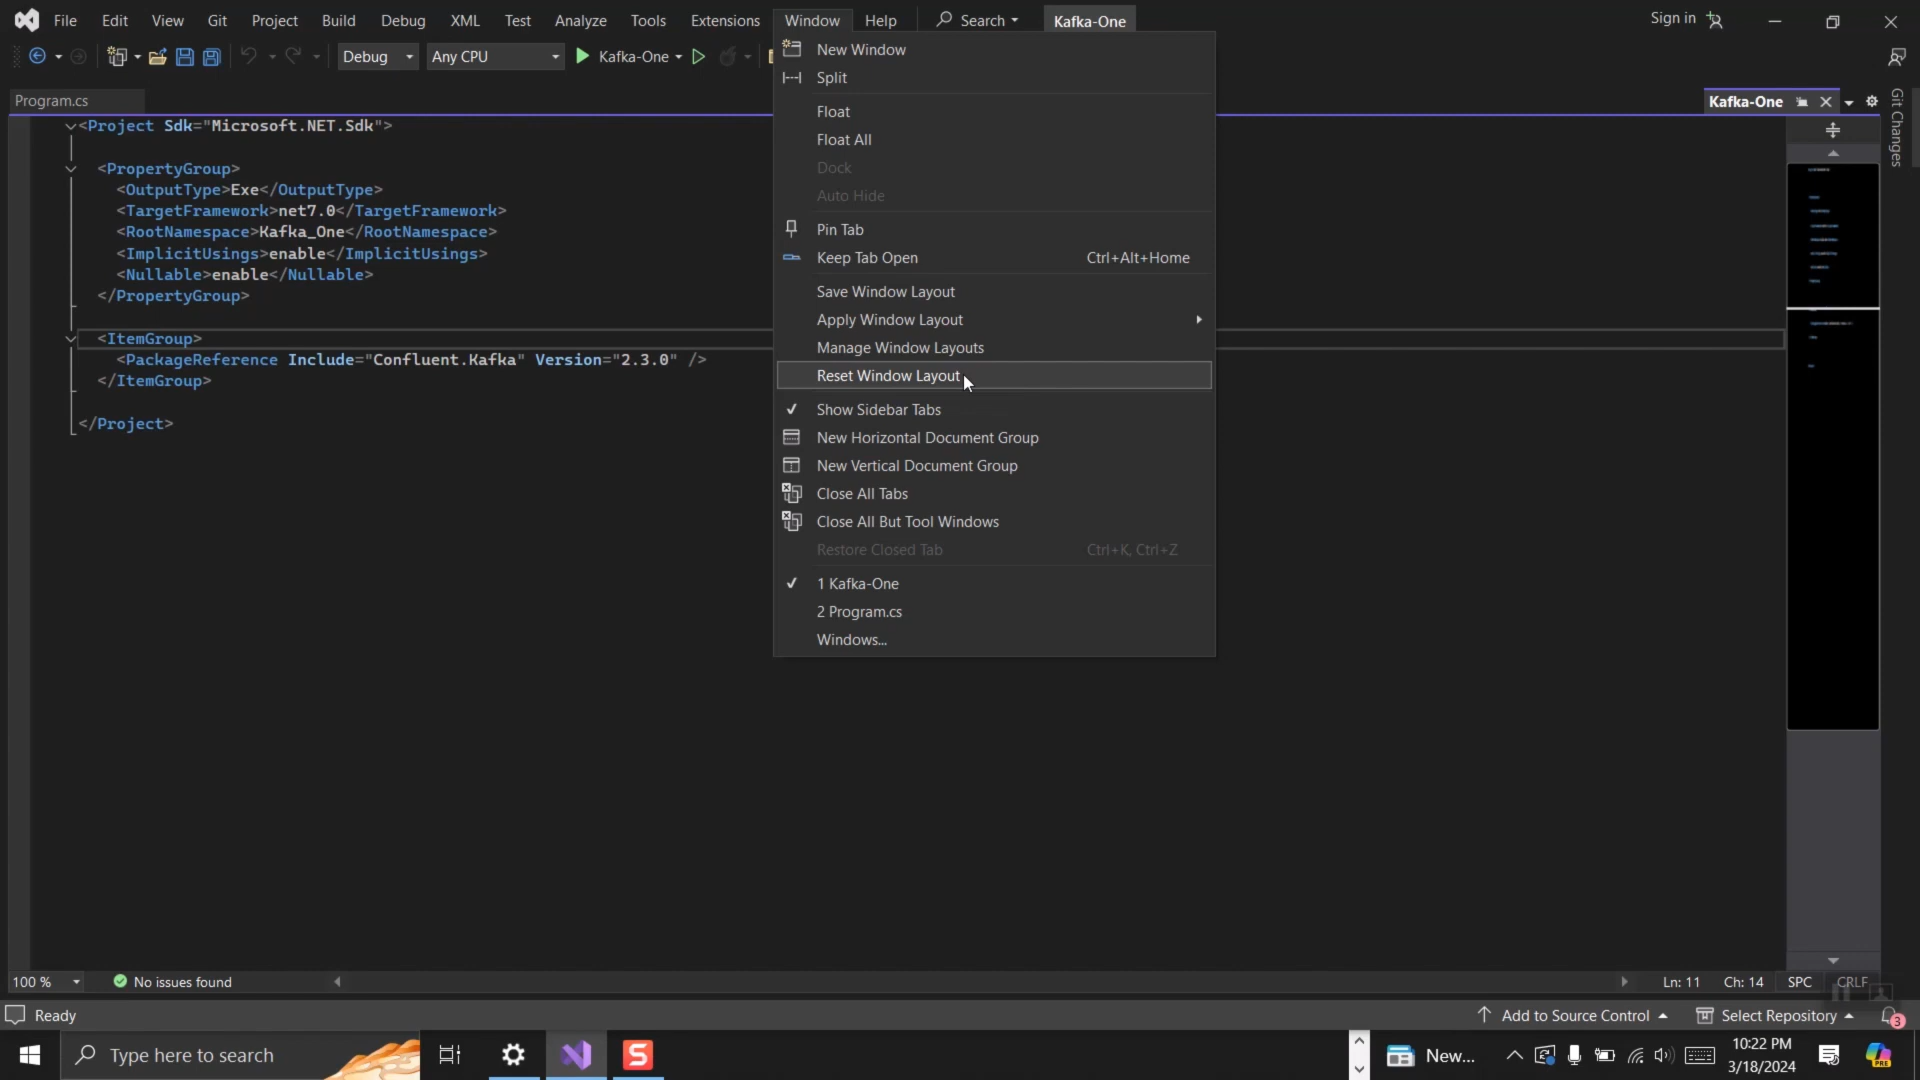 File Edit View Git Project Build Debug XML Test Analyze Tools Extensions Window Help Search Kafka-One Sign in
Debug Any CPU Kafka-One
Program.cs Kafka-One
Git Changes
<Project Sdk="Microsoft.NET.Sdk">
<PropertyGroup>
<OutputType>Exe</OutputType>
<TargetFramework>net7.0</TargetFramework>
<RootNamespace>Kafka_One</RootNamespace>
<ImplicitUsings>enable</ImplicitUsings>
<Nullable>enable</Nullable>
</PropertyGroup>
<ItemGroup>
<PackageReference Include="Confluent.Kafka" Version="2.3.0" />
</ItemGroup>
</Project>
New Window
Split
Float
Float All
Dock
Auto Hide
Pin Tab
Keep Tab Open Ctrl+Alt+Home
Save Window Layout
Apply Window Layout
Manage Window Layouts
Reset Window Layout
Show Sidebar Tabs
New Horizontal Document Group
New Vertical Document Group
Close All Tabs
Close All But Tool Windows
Restore Closed Tab Ctrl+K, Ctrl+Z
1 Kafka-One
2 Program.cs
Windows...
100 % No issues found Ln: 11 Ch: 14 SPC CRLF
Ready Add to Source Control Select Repository 3
Type here to search S New... 10:22 PM
3/18/2024 PRE